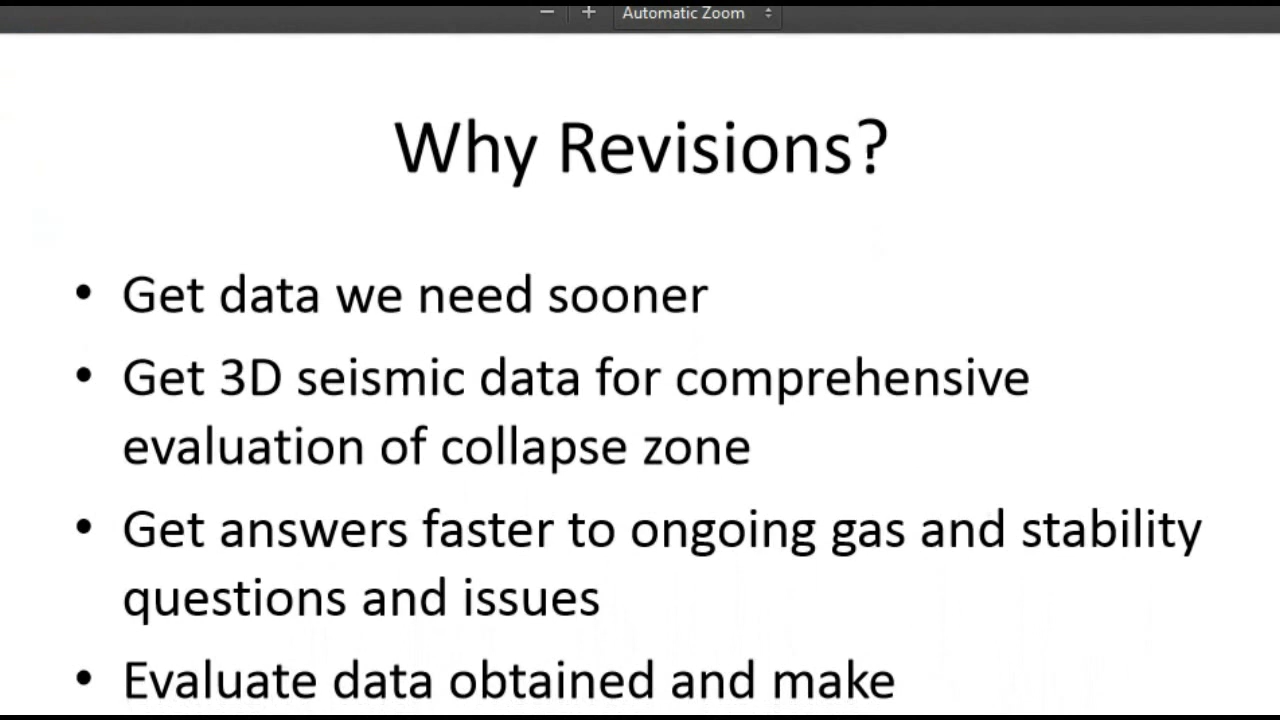 Automatic Zoom
Why Revisions?
• Get data we need sooner
• Get 3D seismic data for comprehensive
evaluation of collapse zone
• Get answers faster to ongoing gas and stability
questions and issues
• Evaluate data obtained and make